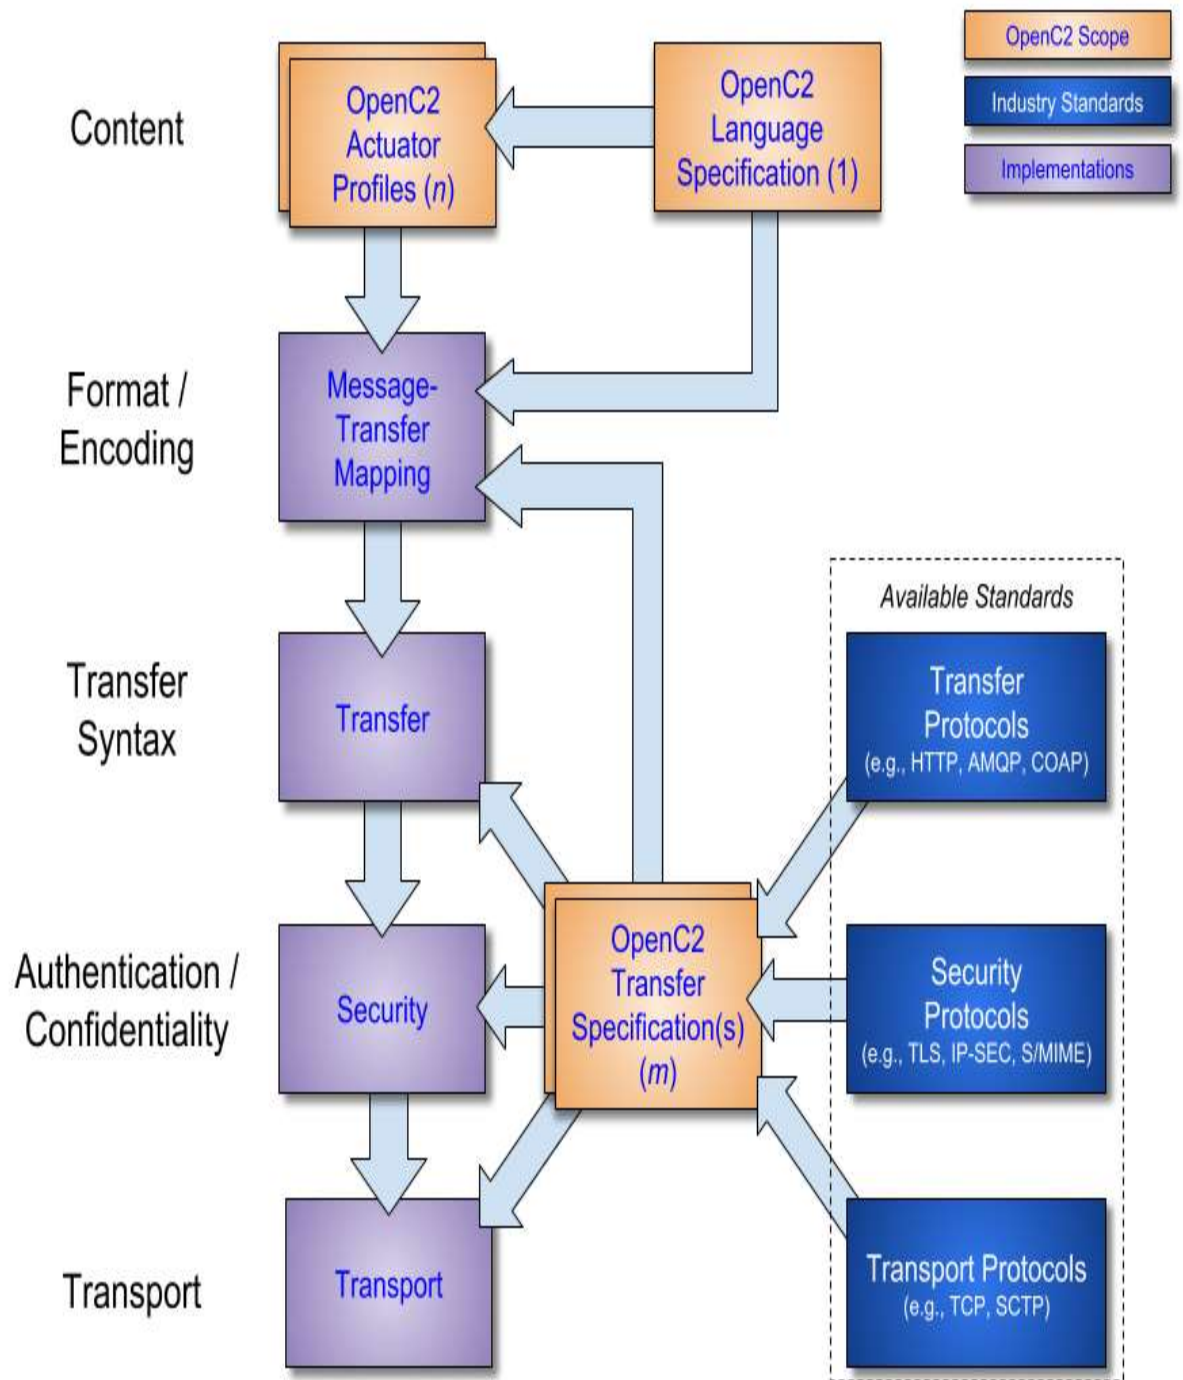 OpenC2 Scope
Industry Standards
Implementations
Content
OpenC2
Actuator
Profiles (n)
OpenC2
Language
Specification (1)
Format /
Encoding
Message-
Transfer
Mapping
Available Standards
Transfer
Syntax
Transfer
Transfer
Protocols
(e.g., HTTP, AMQP, COAP)
Authentication /
Confidentiality
Security
OpenC2
Transfer
Specification(s)
(m)
Security
Protocols
(e.g., TLS, IP-SEC, S/MIME)
Transport
Transport
Transport Protocols
(e.g., TCP, SCTP)